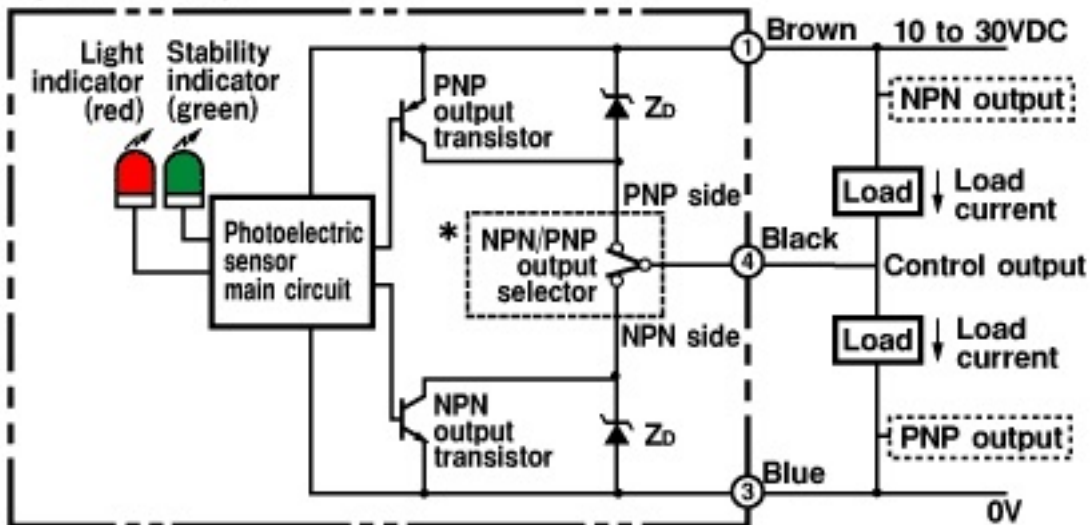 Light
indicator
(red)
Stability
indicator
(green)
PNP
output
transistor
ZD
1
Brown
10 to 30VDC
NPN output
Load
Load
current
PNP side
*
NPN/PNP
output
selector
Photoelectric
sensor
main circuit
4
Black
Control output
NPN side
Load
Load
current
NPN
output
transistor
ZD
PNP output
3
Blue
0V